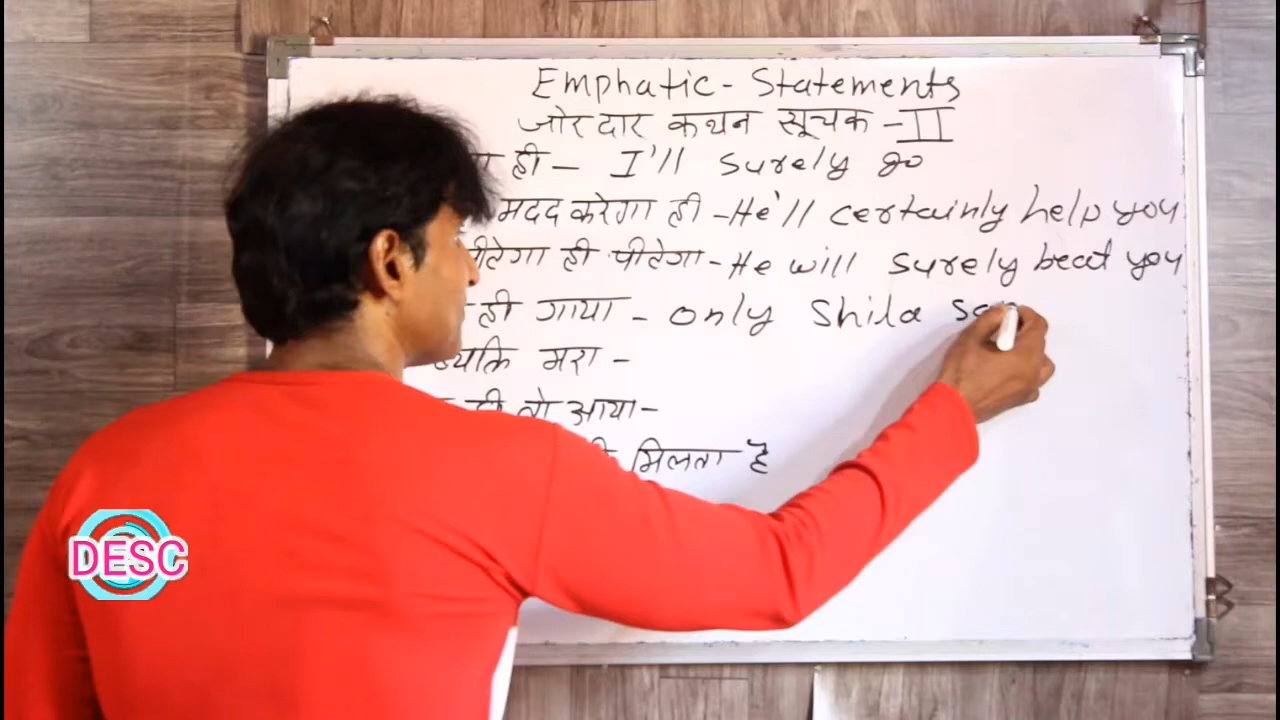 Emphatic - Statements
जोरदार कथन सूचक - II
ही - I'll surely go
मदद करेगा ही - He'll certainly help you
ही पीटेगा - He will surely beat you
ही गाया - only Shila
मरा -
ही तो आया -
मिलता है
DESC